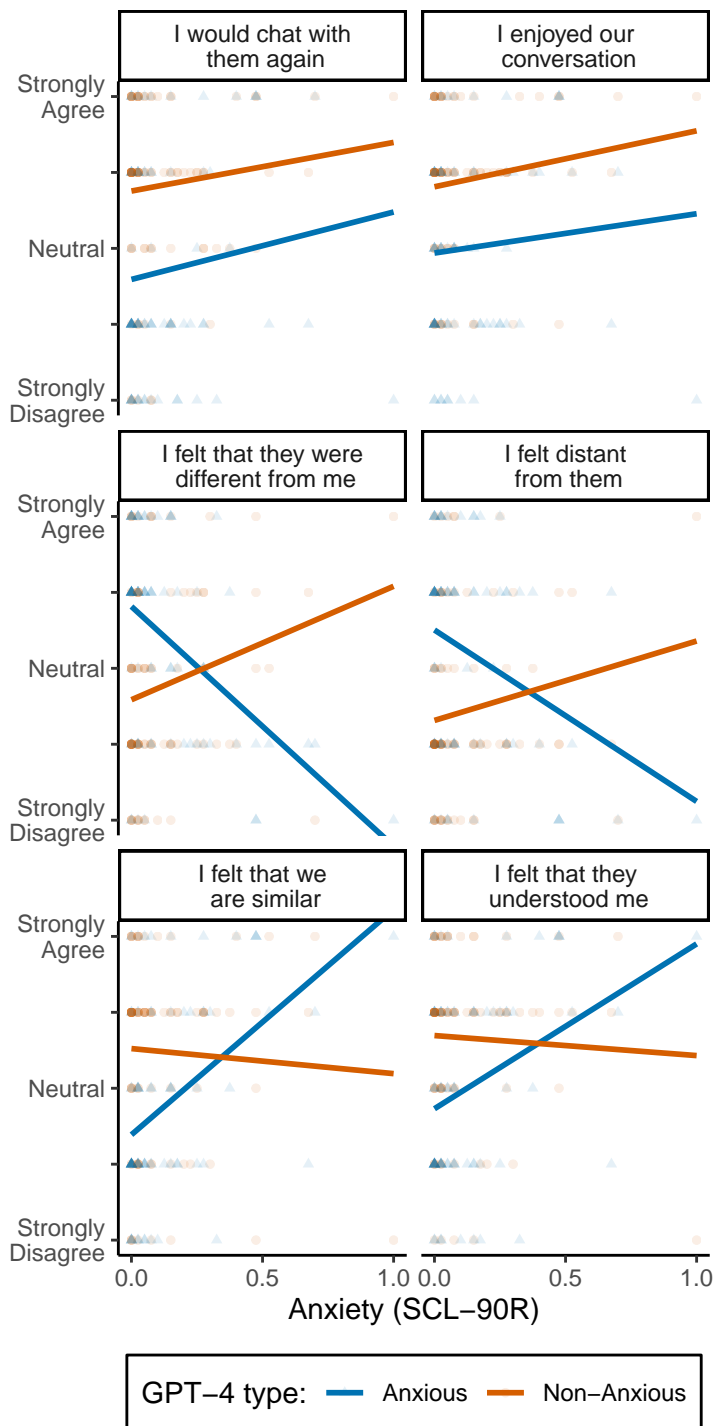 I would chat with
them again
I enjoyed our
conversation
Strongly
Agree
Neutral
Strongly
Disagree
I felt that they were
different from me
I felt distant
from them
Strongly
Agree
Neutral
Strongly
Disagree
I felt that we
are similar
I felt that they
understood me
Strongly
Agree
Neutral
Strongly
Disagree
0.0 0.5 1.0 0.0 0.5 1.0
Anxiety (SCL−90R)
GPT−4 type: Anxious Non−Anxious